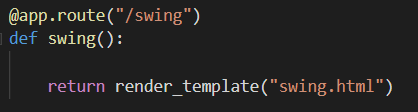 @app.route("/swing")
def swing():
    return render_template("swing.html")